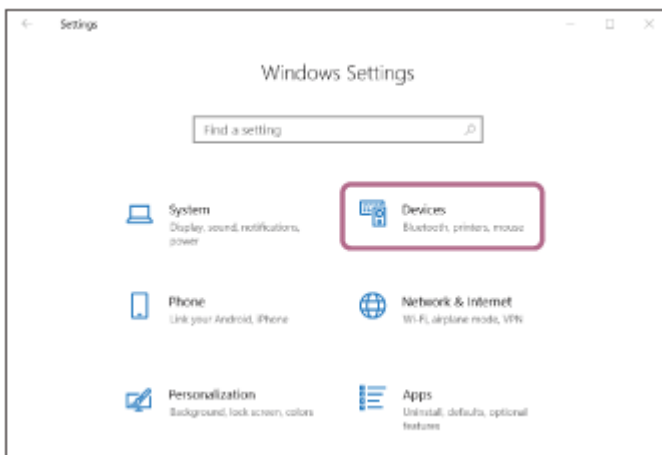 Settings
Windows Settings
Find a setting
System
Display, sound, notifications,
power
Devices
Bluetooth, printers, mouse
Phone
Link your Android, iPhone
Network & Internet
Wi-Fi, airplane mode, VPN
Personalization
Background, lock screen, colors
Apps
Uninstall, defaults, optional
features